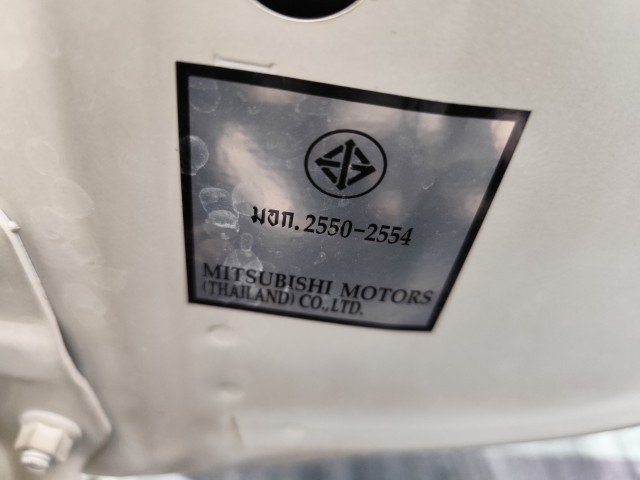 มอก. 2550-2554
MITSUBISHI MOTORS
(THAILAND) CO.,LTD.